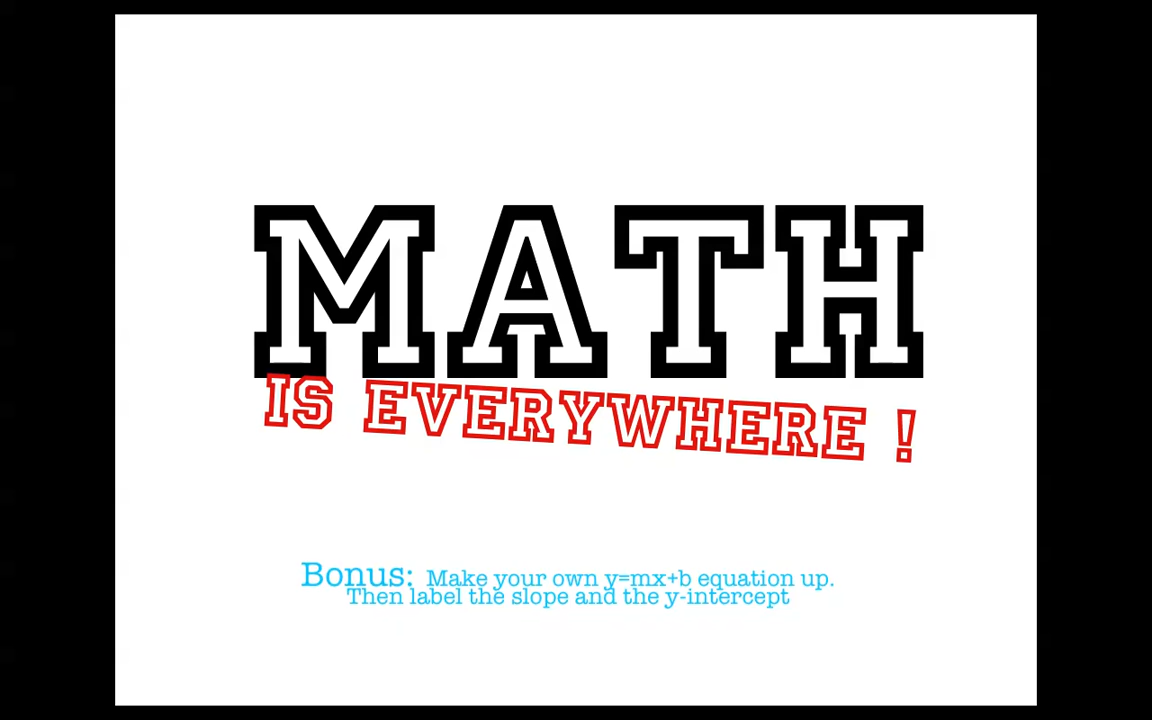 MATH
IS EVERYWHERE !
Bonus: Make your own y=mx+b equation up.
Then label the slope and the y-intercept